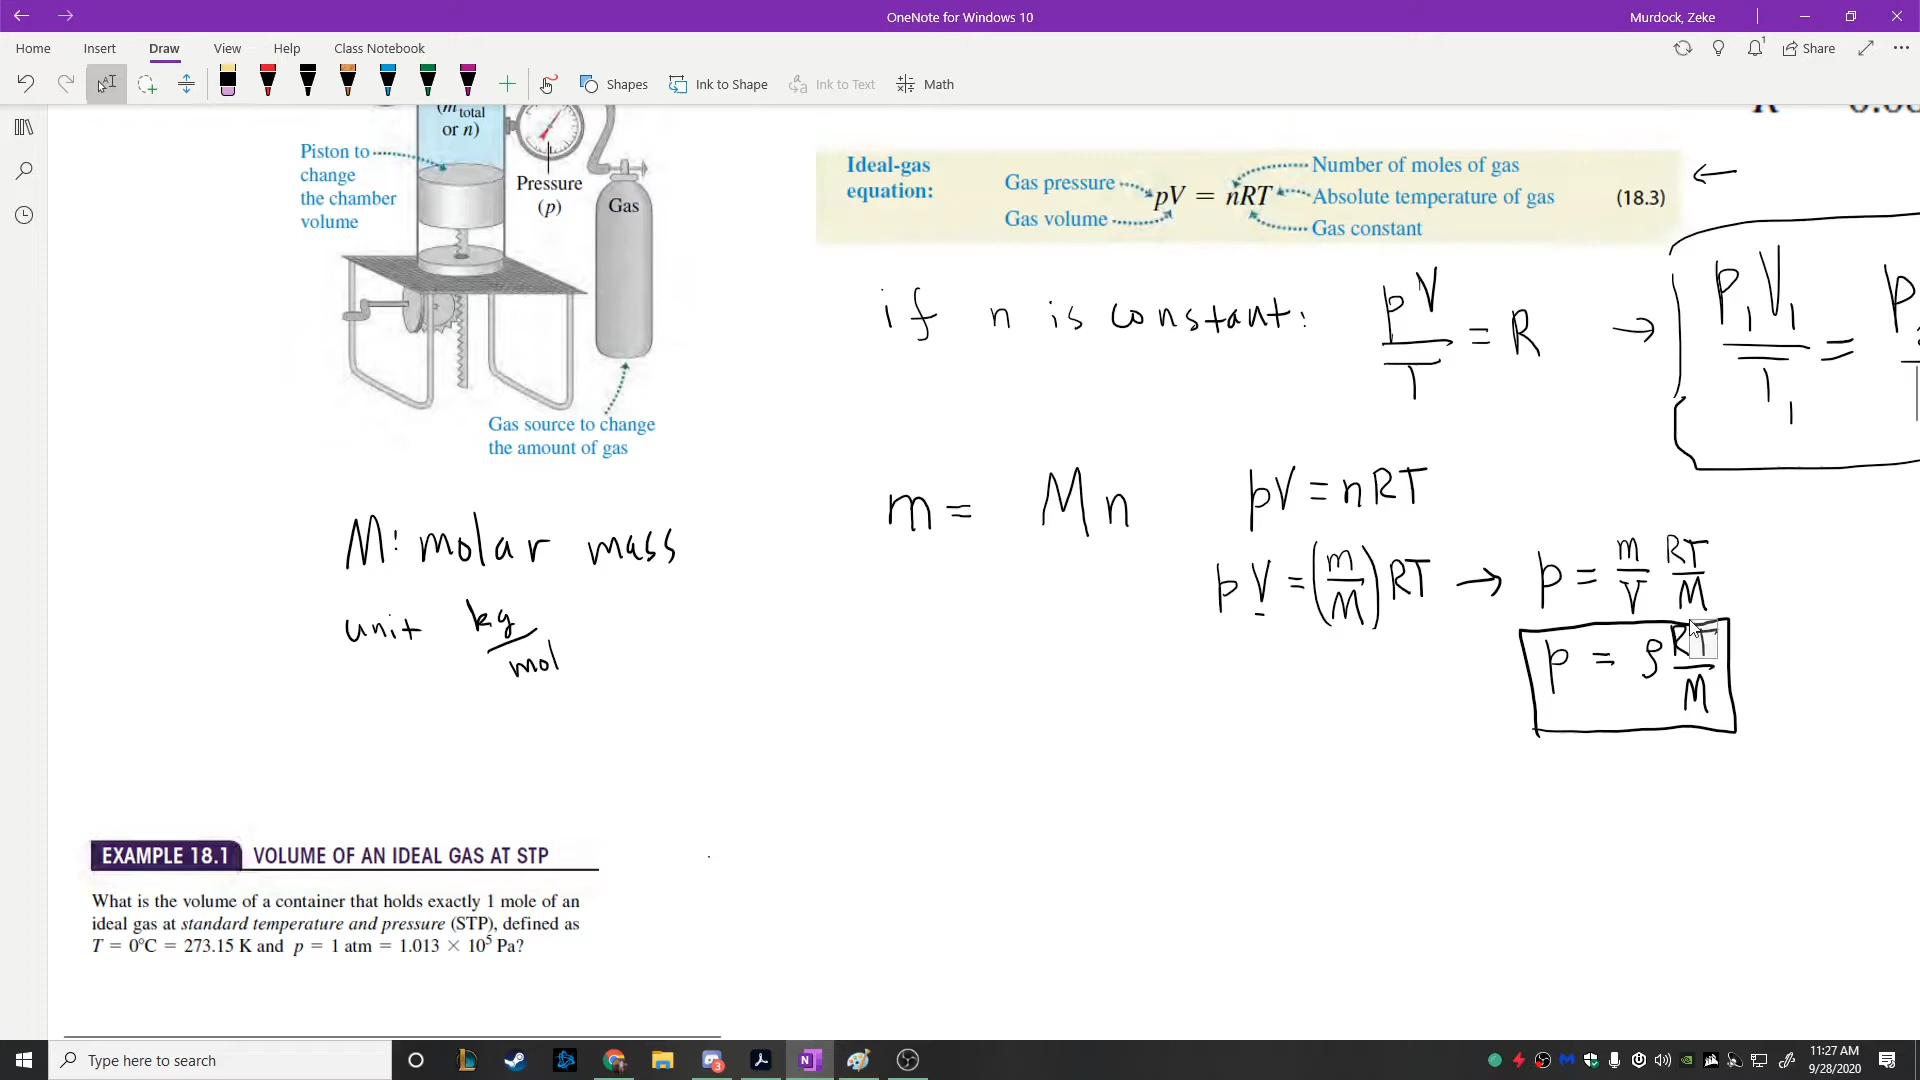 OneNote for Windows 10
Murdock, Zeke
Home Insert Draw View Help Class Notebook
Share
Shapes Ink to Shape Ink to Text Math
(m total
or n)
Piston to
change
the chamber
volume
Pressure
(p)
Gas
Gas source to change
the amount of gas
Ideal-gas
equation:
Gas pressure
Gas volume
pV = nRT
Number of moles of gas
Absolute temperature of gas
Gas constant
(18.3)
if n is constant: pV/T = R → P₁V₁/T₁ =
m = Mn
pV = nRT
pV = (m/M) RT → p = m/V RT/M
p = ρ RT/M
M: molar mass
unit kg/mol
EXAMPLE 18.1 VOLUME OF AN IDEAL GAS AT STP
What is the volume of a container that holds exactly 1 mole of an
ideal gas at standard temperature and pressure (STP), defined as
T = 0°C = 273.15 K and p = 1 atm = 1.013 × 10⁵ Pa?
Type here to search
11:27 AM
9/28/2020